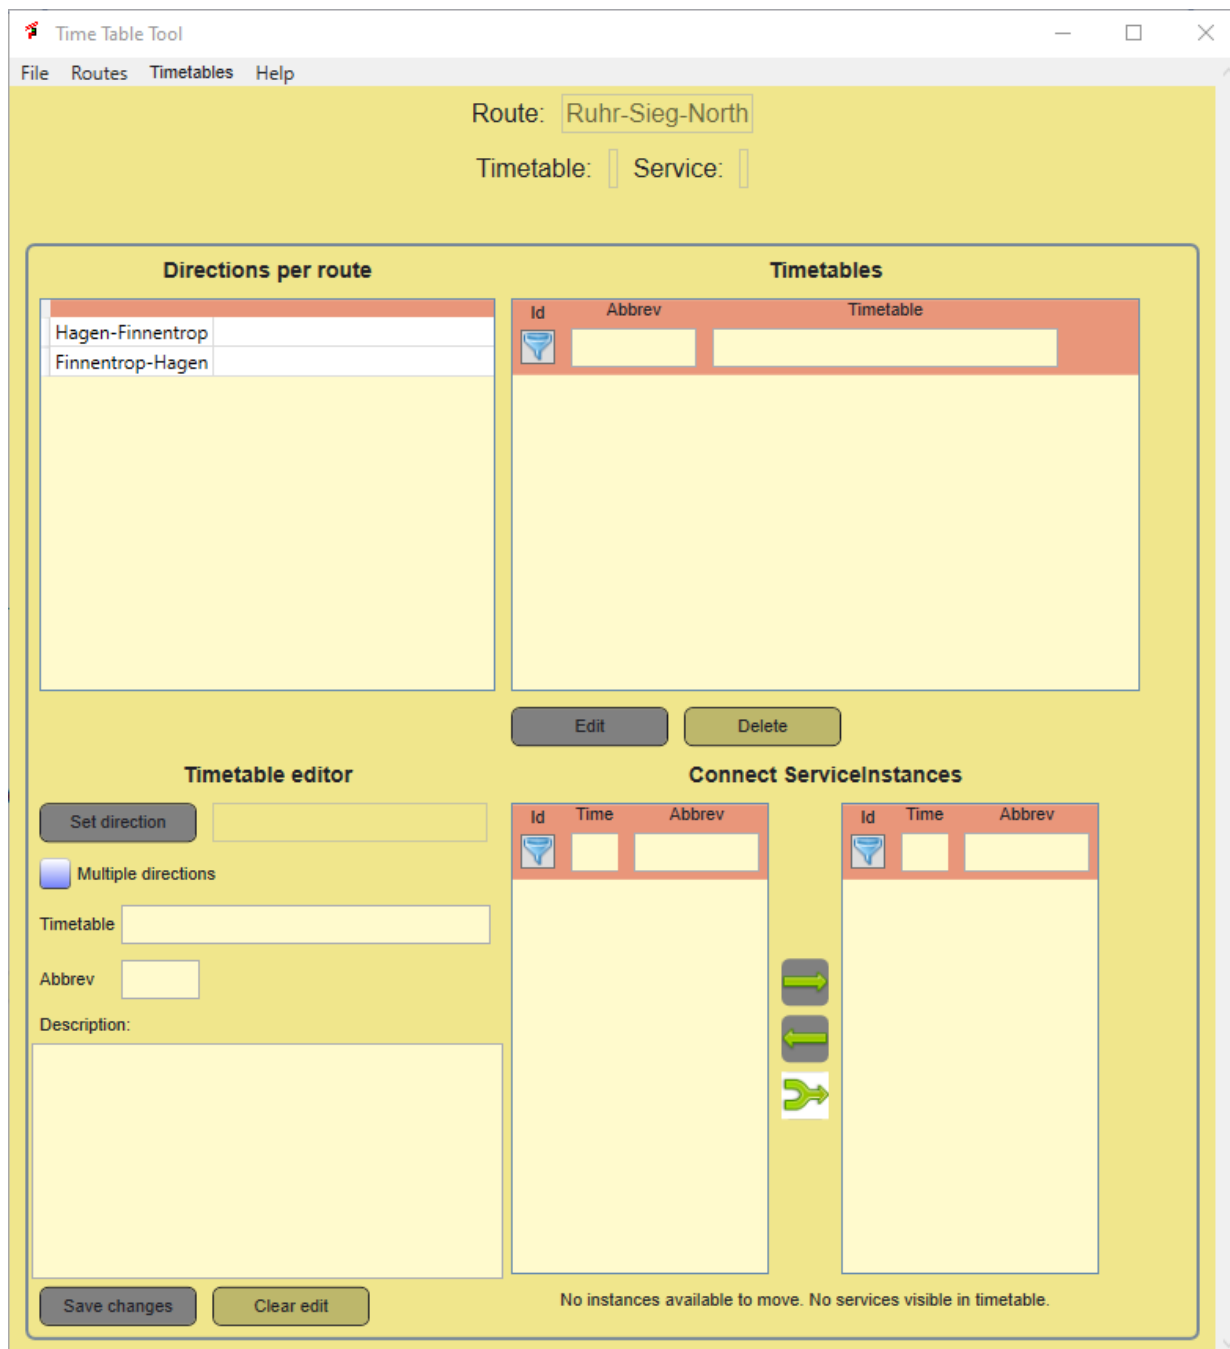 Time Table Tool
File Routes Timetables Help
Route: Ruhr-Sieg-North
Timetable: Service:
Directions per route
Hagen-Finnentrop
Finnentrop-Hagen
Timetables
Id Abbrev Timetable
Edit Delete
Timetable editor
Set direction
Multiple directions
Timetable
Abbrev
Description:
Save changes Clear edit
Connect ServiceInstances
Id Time Abbrev
Id Time Abbrev
No instances available to move. No services visible in timetable.